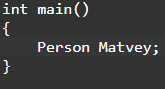 int main()
{
    Person Matvey;
}